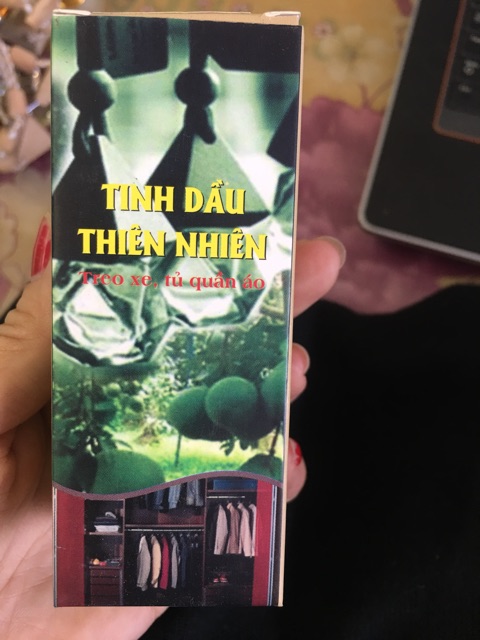 TINH DẦU
THIÊN NHIÊN
Treo xe, tủ quần áo